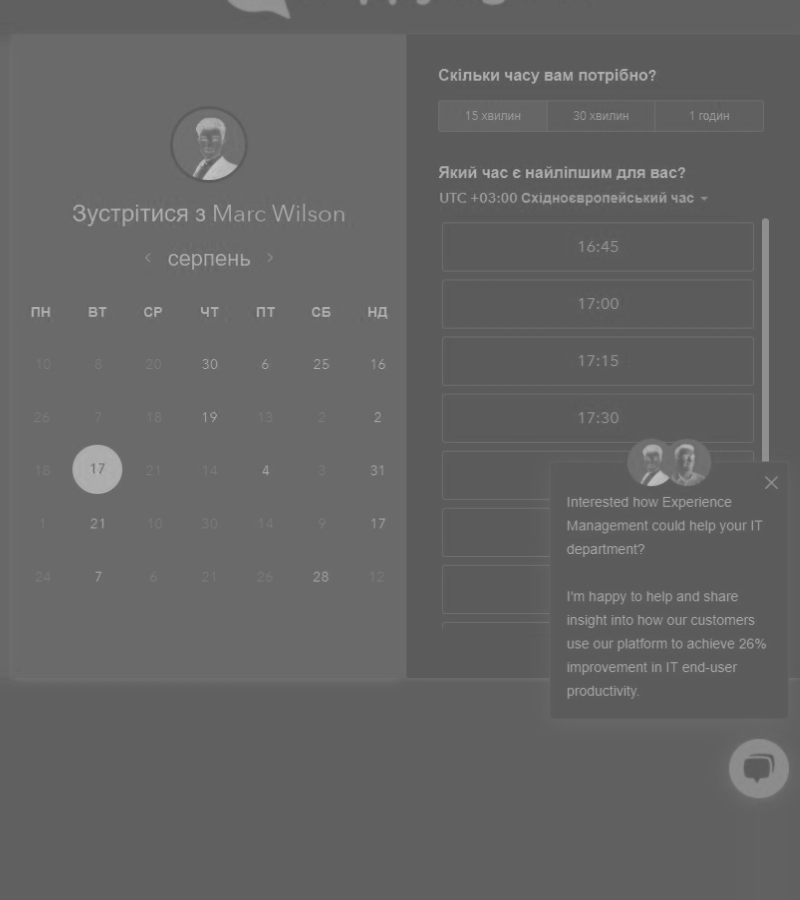 Зустрітися з Marc Wilson
серпень
ПН ВТ СР ЧТ ПТ СБ НД
10 8 20 30 6 25 16
26 7 18 19 13 2 2
18 17 21 14 4 3 31
1 21 10 30 14 9 17
24 7 6 21 26 28 12
Скільки часу вам потрібно?
15 хвилин 30 хвилин 1 годин
Який час є найліпшим для вас?
UTC +03:00 Східноєвропейський час
16:45
17:00
17:15
17:30
Interested how Experience
Management could help your IT
department?
I'm happy to help and share
insight into how our customers
use our platform to achieve 26%
improvement in IT end-user
productivity.